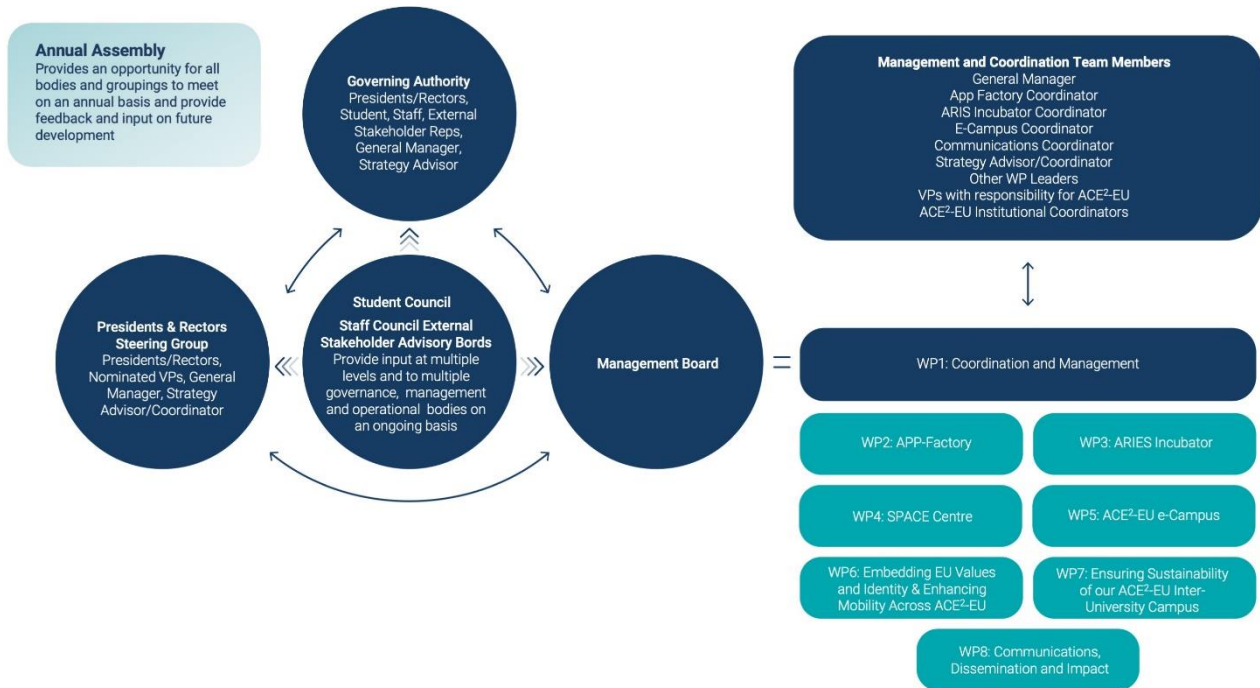 Annual Assembly
Provides an opportunity for all
bodies and groupings to meet
on an annual basis and provide
feedback and input on future
development
Governing Authority
Presidents/Rectors,
Student, Staff, External
Stakeholder Reps,
General Manager,
Strategy Advisor
Presidents & Rectors
Steering Group
Presidents/Rectors,
Nominated VPs, General
Manager, Strategy
Advisor/Coordinator
Student Council
Staff Council External
Stakeholder Advisory Bords
Provide input at multiple
levels and to multiple
governance, management
and operational bodies on
an ongoing basis
Management Board
=
Management and Coordination Team Members
General Manager
App Factory Coordinator
ARIS Incubator Coordinator
E-Campus Coordinator
Communications Coordinator
Strategy Advisor/Coordinator
Other WP Leaders
VPs with responsibility for ACE²-EU
ACE²-EU Institutional Coordinators
WP1: Coordination and Management
WP2: APP-Factory
WP3: ARIES Incubator
WP4: SPACE Centre
WP5: ACE²-EU e-Campus
WP6: Embedding EU Values
and Identity & Enhancing
Mobility Across ACE²-EU
WP7: Ensuring Sustainability
of our ACE²-EU Inter-
University Campus
WP8: Communications,
Dissemination and Impact